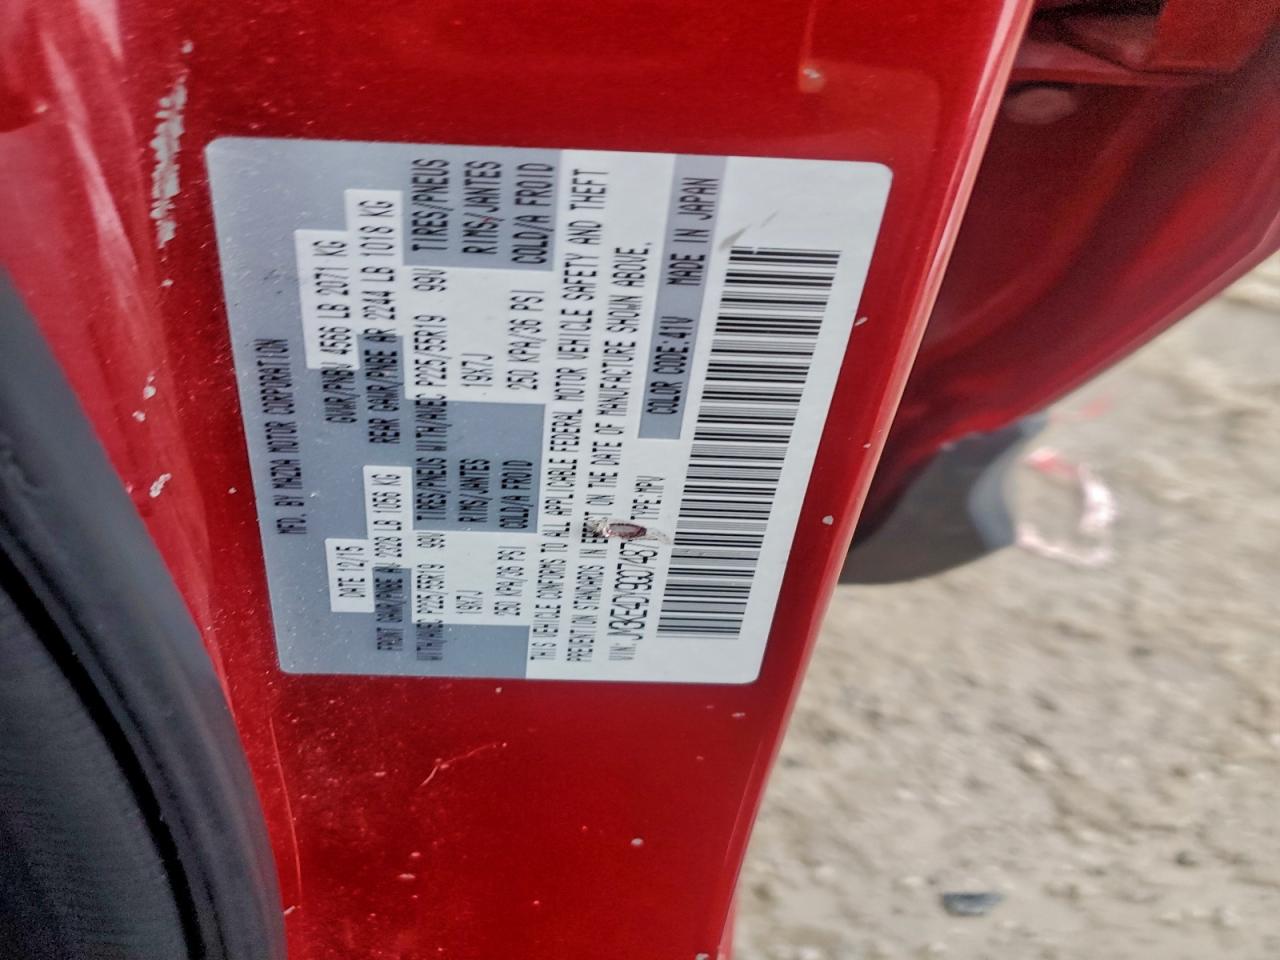 MFD. BY MAZDA MOTOR CORPORATION
DATE 12/15 GVWR/PNBV 4566 LB 2071 KG
FRONT GAWR/PNBE AV 2328 LB 1056 KG REAR GAWR/PNBE AR 2244 LB 1018 KG
WITH/AVEC P225/55R19 99V TIRES/PNEUS WITH/AVEC P225/55R19 99V TIRES/PNEUS
19X7J RIMS/JANTES 19X7J RIMS/JANTES
250 KPA/36 PSI COLD/A FROID 250 KPA/36 PSI COLD/A FROID
THIS VEHICLE CONFORMS TO ALL APPLICABLE FEDERAL MOTOR VEHICLE SAFETY AND THEFT
PREVENTION STANDARDS IN EFFECT ON THE DATE OF MANUFACTURE SHOWN ABOVE.
VIN: TYPE: MPV COLOR CODE: 41V MADE IN JAPAN